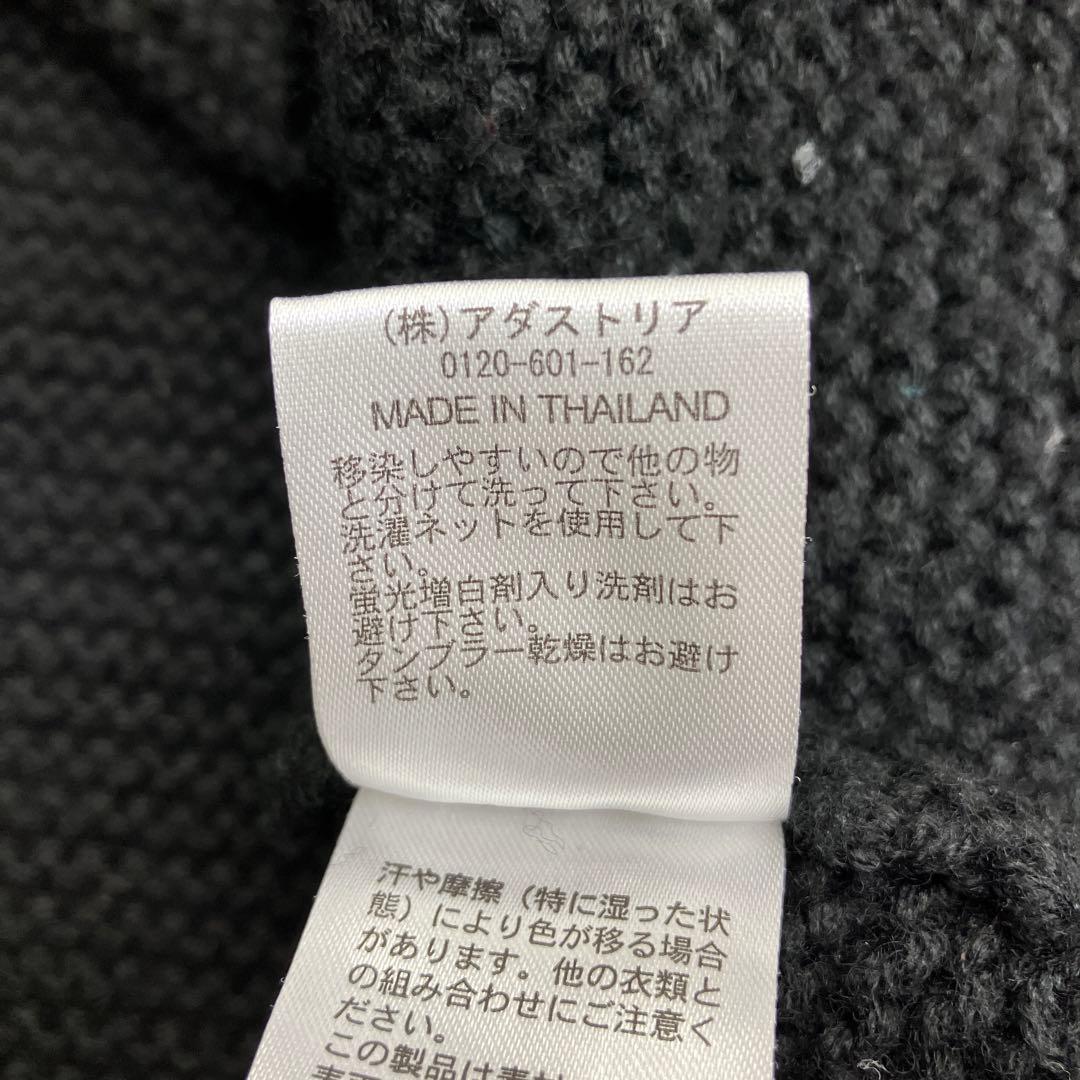 (株)アダストリア
0120-601-162
MADE IN THAILAND
移染しやすいので他の物
と分けて洗って下さい。
洗濯ネットを使用して下
さい。
蛍光増白剤入り洗剤はお
避け下さい。
タンブラー乾燥はお避け
下さい。
汗や摩擦（特に湿った状
態）により色が移る場合
があります。他の衣類と
の組み合わせにご注意く
ださい。
この製品は素材
表面